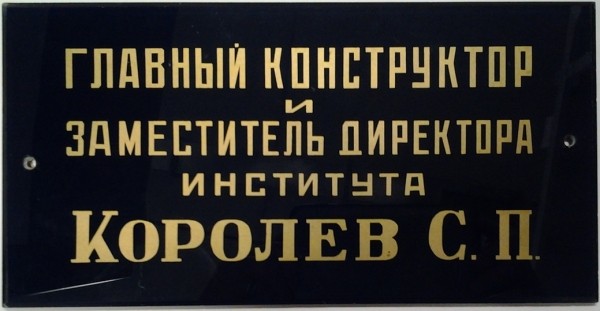 ГЛАВНЫЙ КОНСТРУКТОР
И
ЗАМЕСТИТЕЛЬ ДИРЕКТОРА
ИНСТИТУТА
КОРОЛЕВ С. П.